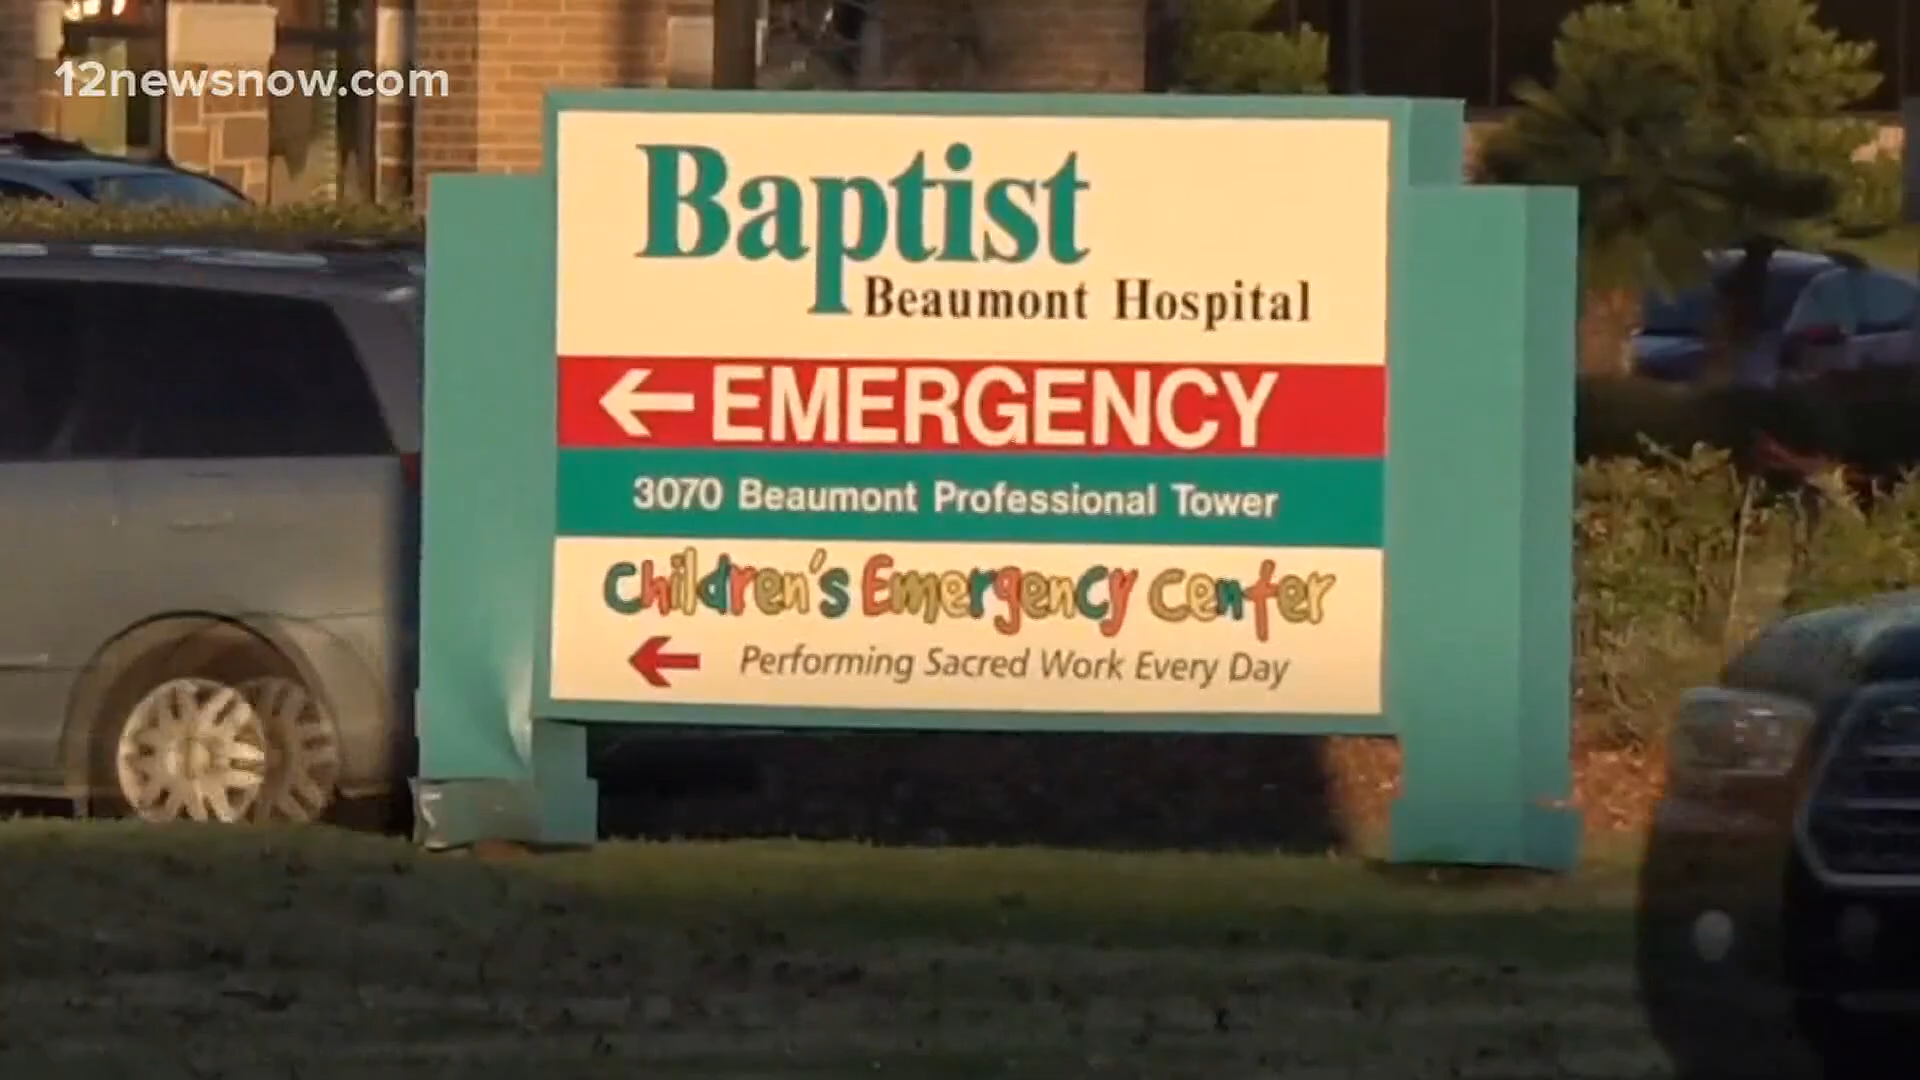 12newsnow.com
Baptist
Beaumont Hospital
←EMERGENCY
3070 Beaumont Professional Tower
Children's Emergency Center
← Performing Sacred Work Every Day